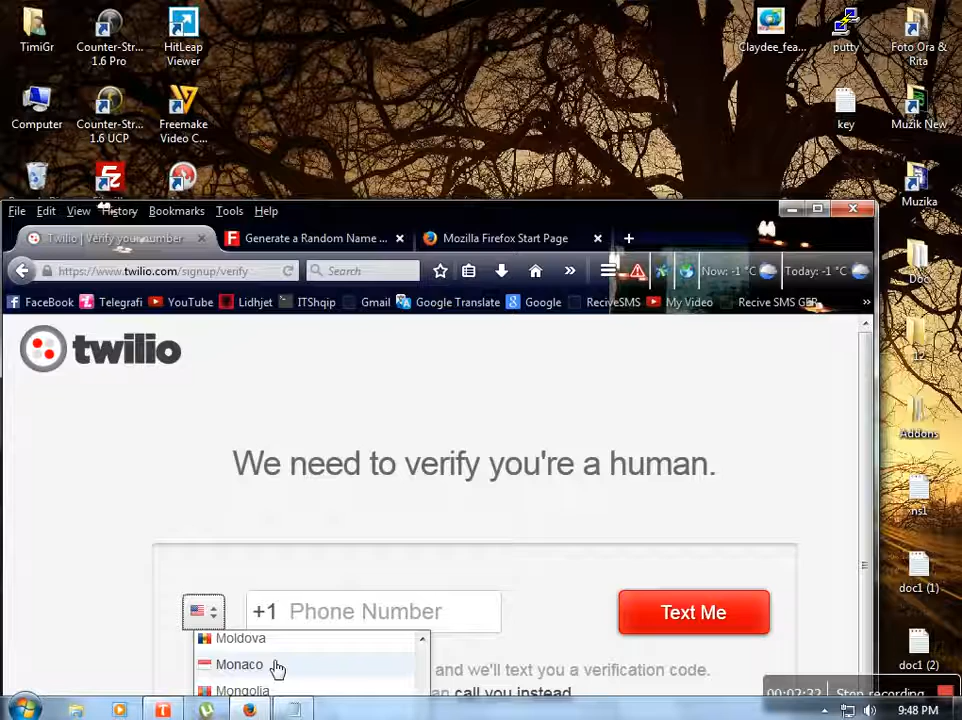 TimiGr
Counter-Str...
1.6 Pro
HitLeap
Viewer
Claydee_fea...
putty
Foto Ora &
Rita
Computer
Counter-Str...
1.6 UCP
Freemake
Video C...
key
Muzik New
Muzika
File Edit View History Bookmarks Tools Help
Twilio | Verify your number
Generate a Random Name ...
Mozilla Firefox Start Page
https://www.twilio.com/signup/verify
Search
Now: -1 °C
Today: -1 °C
FaceBook Telegrafi YouTube Lidhjet ITShqip Gmail Google Translate Google ReciveSMS My Video Recive SMS GER
twilio
12
Addons
We need to verify you're a human.
ns1
doc1 (1)
+1 Phone Number
Text Me
Moldova
Monaco
and we'll text you a verification code.
doc1 (2)
Mongolia
call you instead
00:02:32
Stop recording
9:48 PM